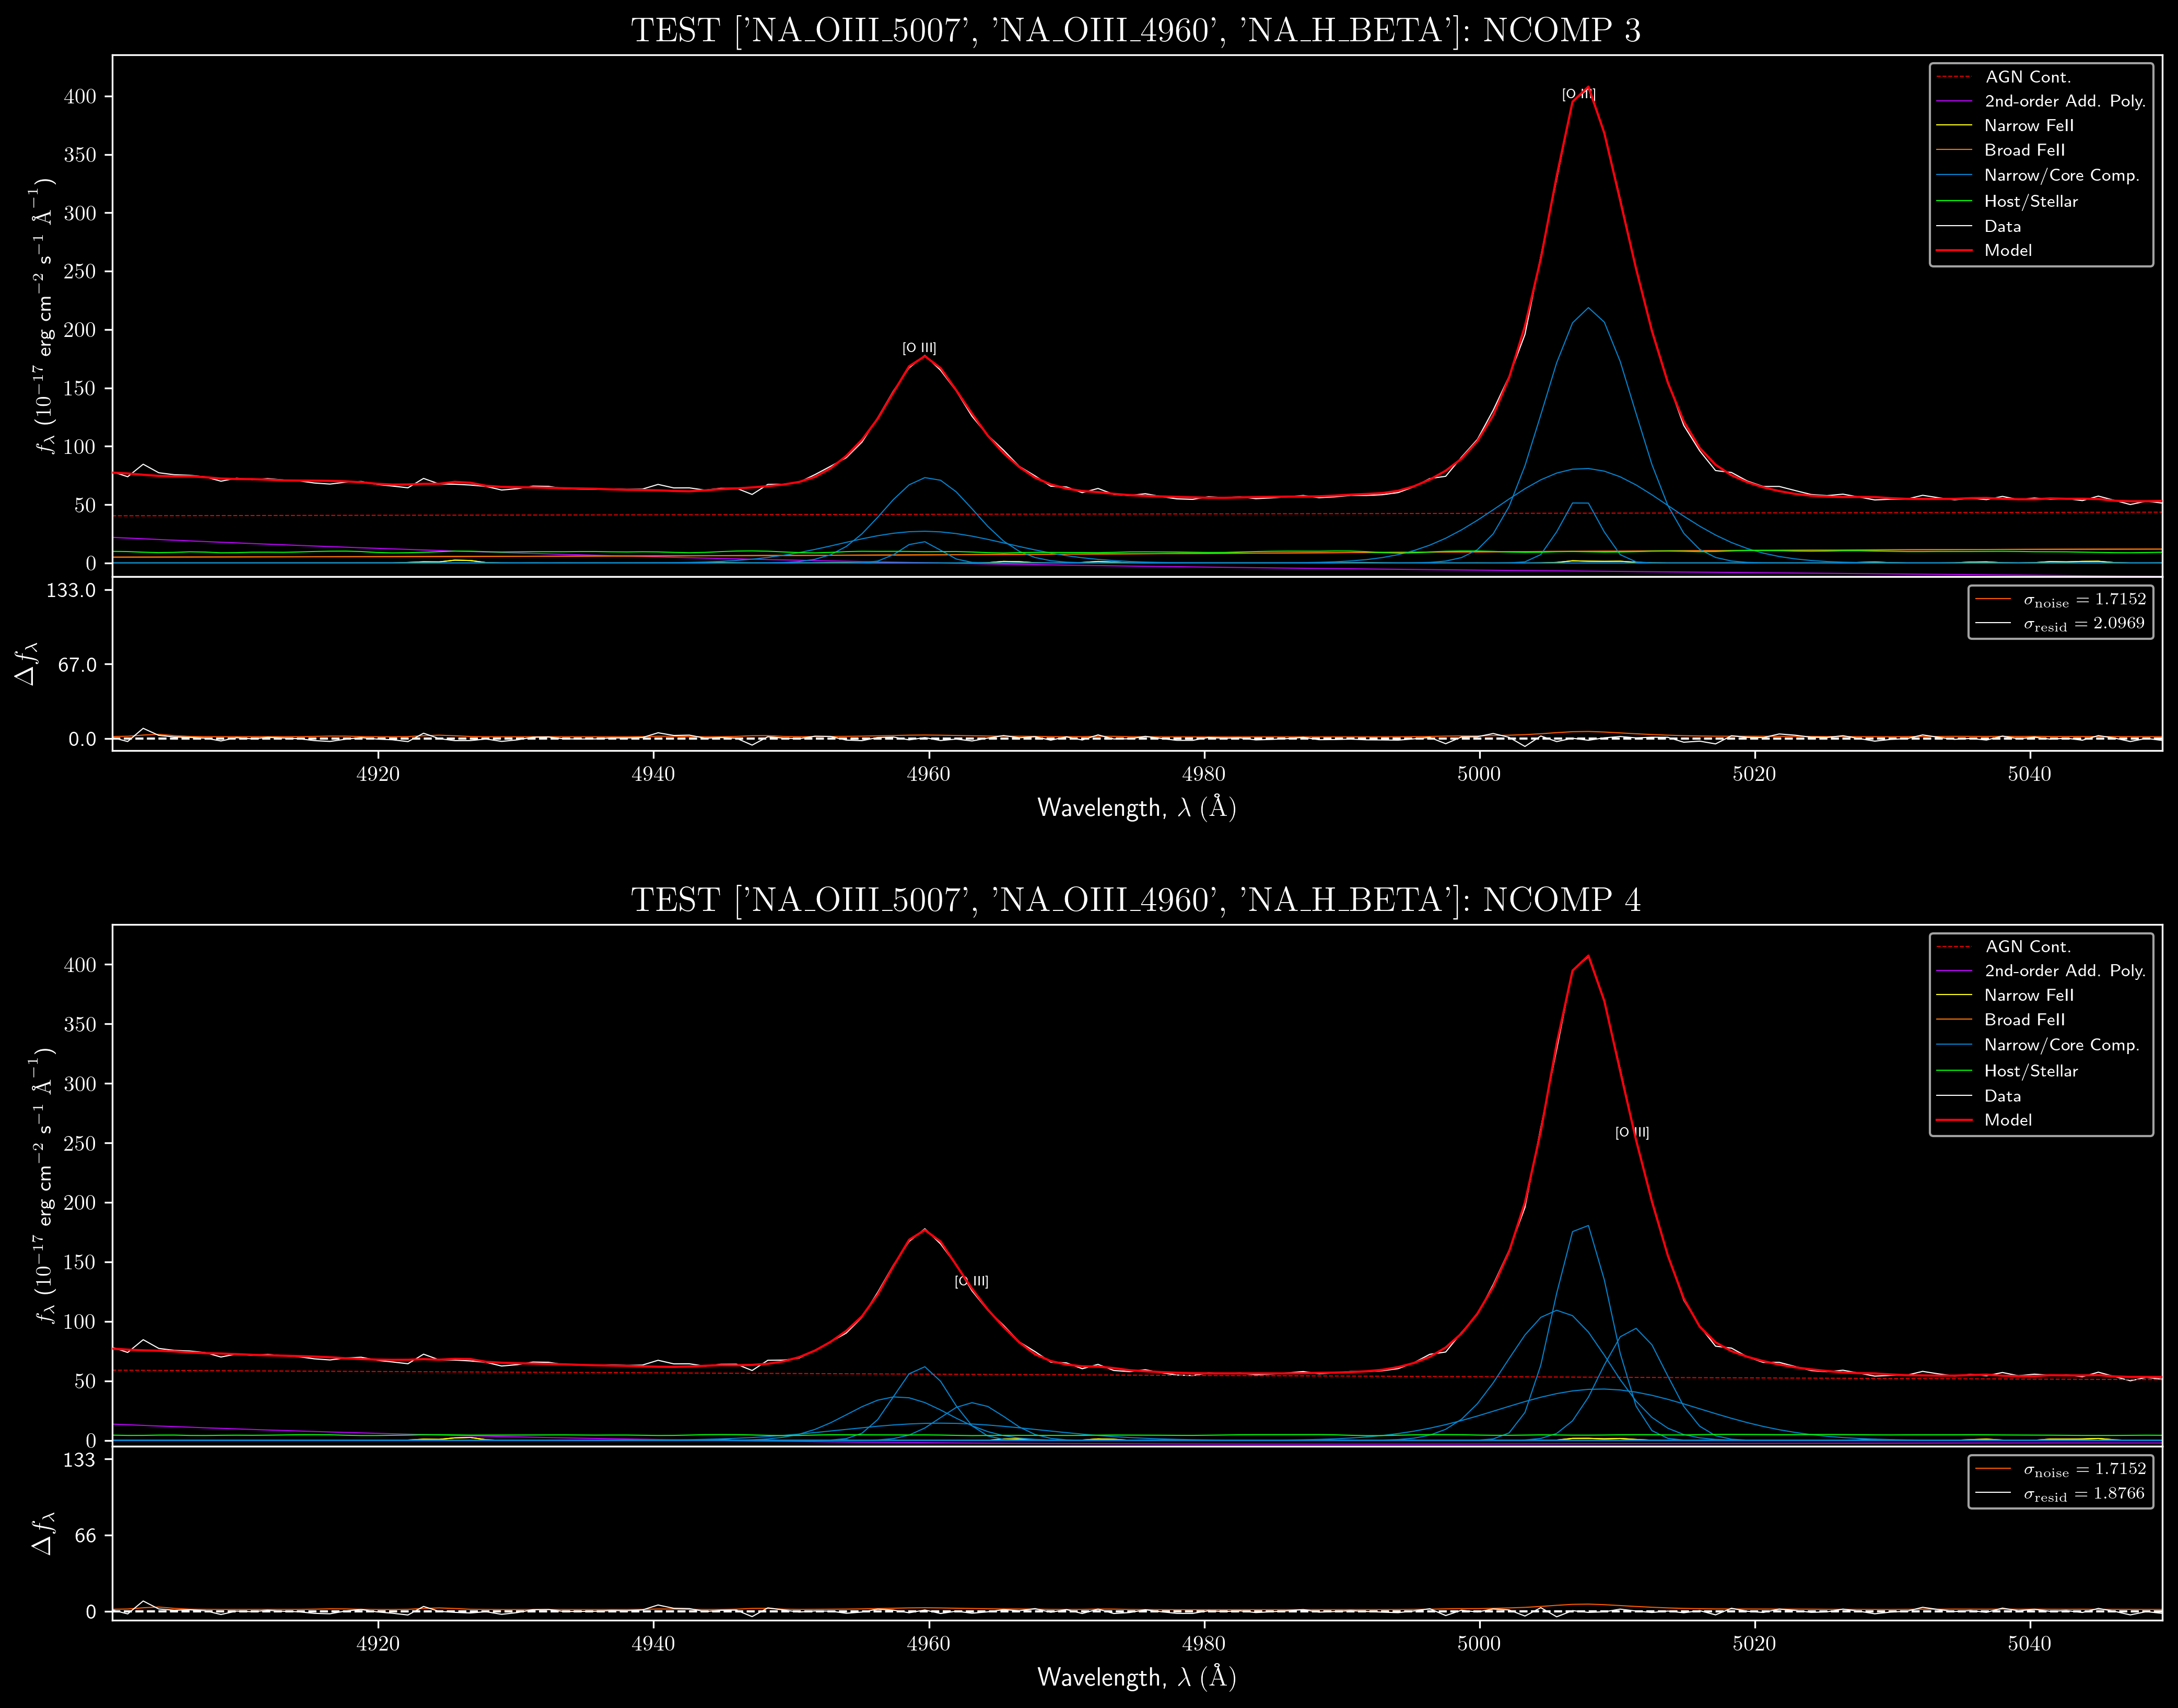 TEST ['NA_OIII_5007', 'NA_OIII_4960', 'NA_H_BETA']: NCOMP 3
AGN Cont.
2nd-order Add. Poly.
Narrow FeII
Broad FeII
Narrow/Core Comp.
Host/Stellar
Data
Model
[O III]
[O III]
400
350
300
250
200
150
100
50
0
f_λ (10^−17 erg cm^−2 s^−1 Å^−1)
133.0
67.0
0.0
Δf_λ
σ_noise = 1.7152
σ_resid = 2.0969
4920 4940 4960 4980 5000 5020 5040
Wavelength, λ (Å)
TEST ['NA_OIII_5007', 'NA_OIII_4960', 'NA_H_BETA']: NCOMP 4
AGN Cont.
2nd-order Add. Poly.
Narrow FeII
Broad FeII
Narrow/Core Comp.
Host/Stellar
Data
Model
[O III]
[O III]
400
350
300
250
200
150
100
50
0
f_λ (10^−17 erg cm^−2 s^−1 Å^−1)
133
66
0
Δf_λ
σ_noise = 1.7152
σ_resid = 1.8766
4920 4940 4960 4980 5000 5020 5040
Wavelength, λ (Å)